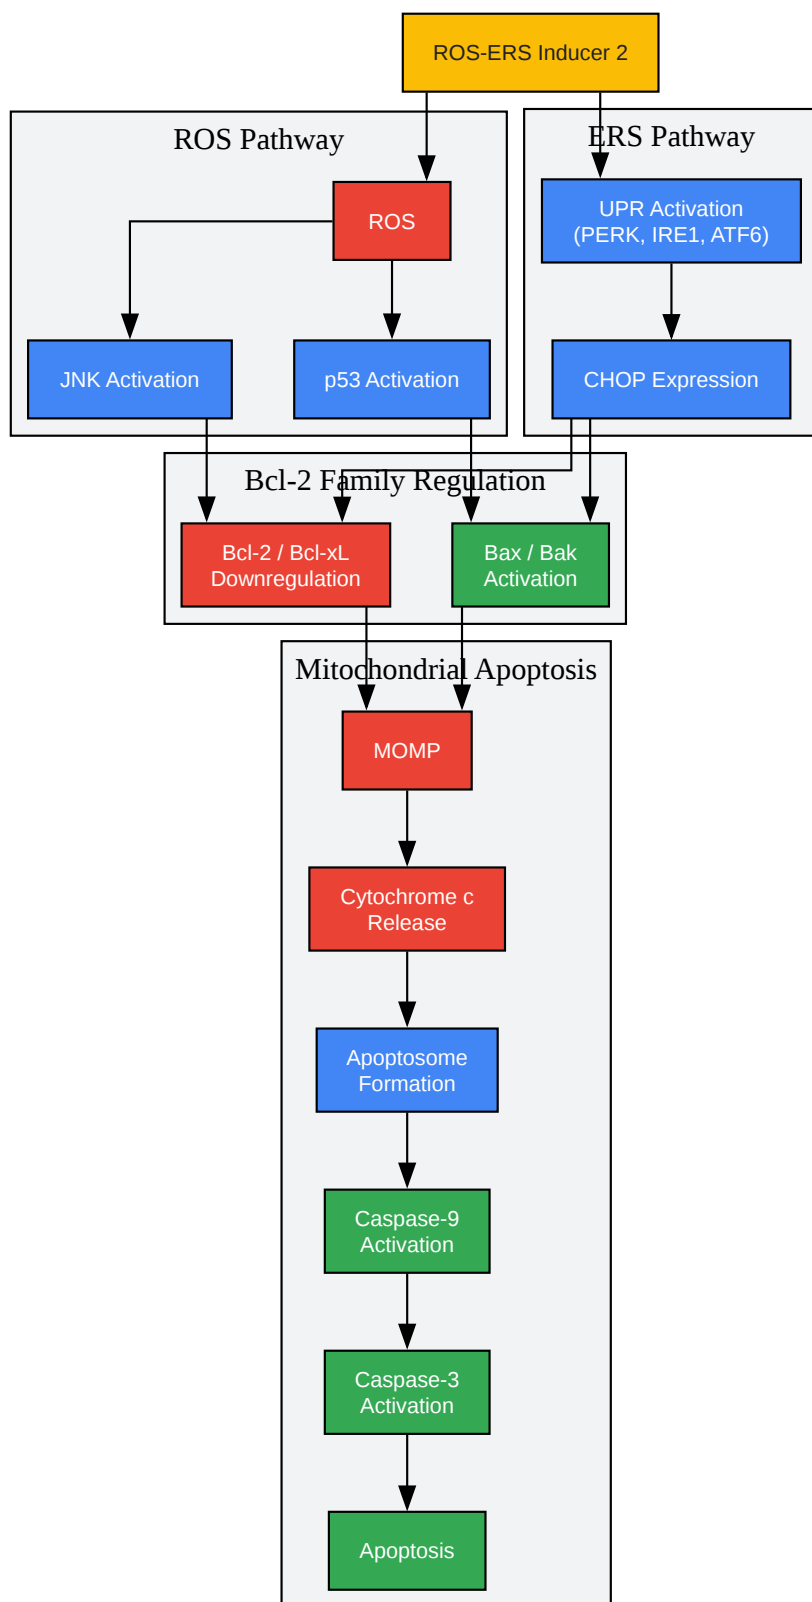 ROS-ERS Inducer 2
ROS Pathway
ERS Pathway
ROS
UPR Activation
(PERK, IRE1, ATF6)
JNK Activation
p53 Activation
CHOP Expression
Bcl-2 Family Regulation
Bcl-2 / Bcl-xL
Downregulation
Bax / Bak
Activation
Mitochondrial Apoptosis
MOMP
Cytochrome c
Release
Apoptosome
Formation
Caspase-9
Activation
Caspase-3
Activation
Apoptosis